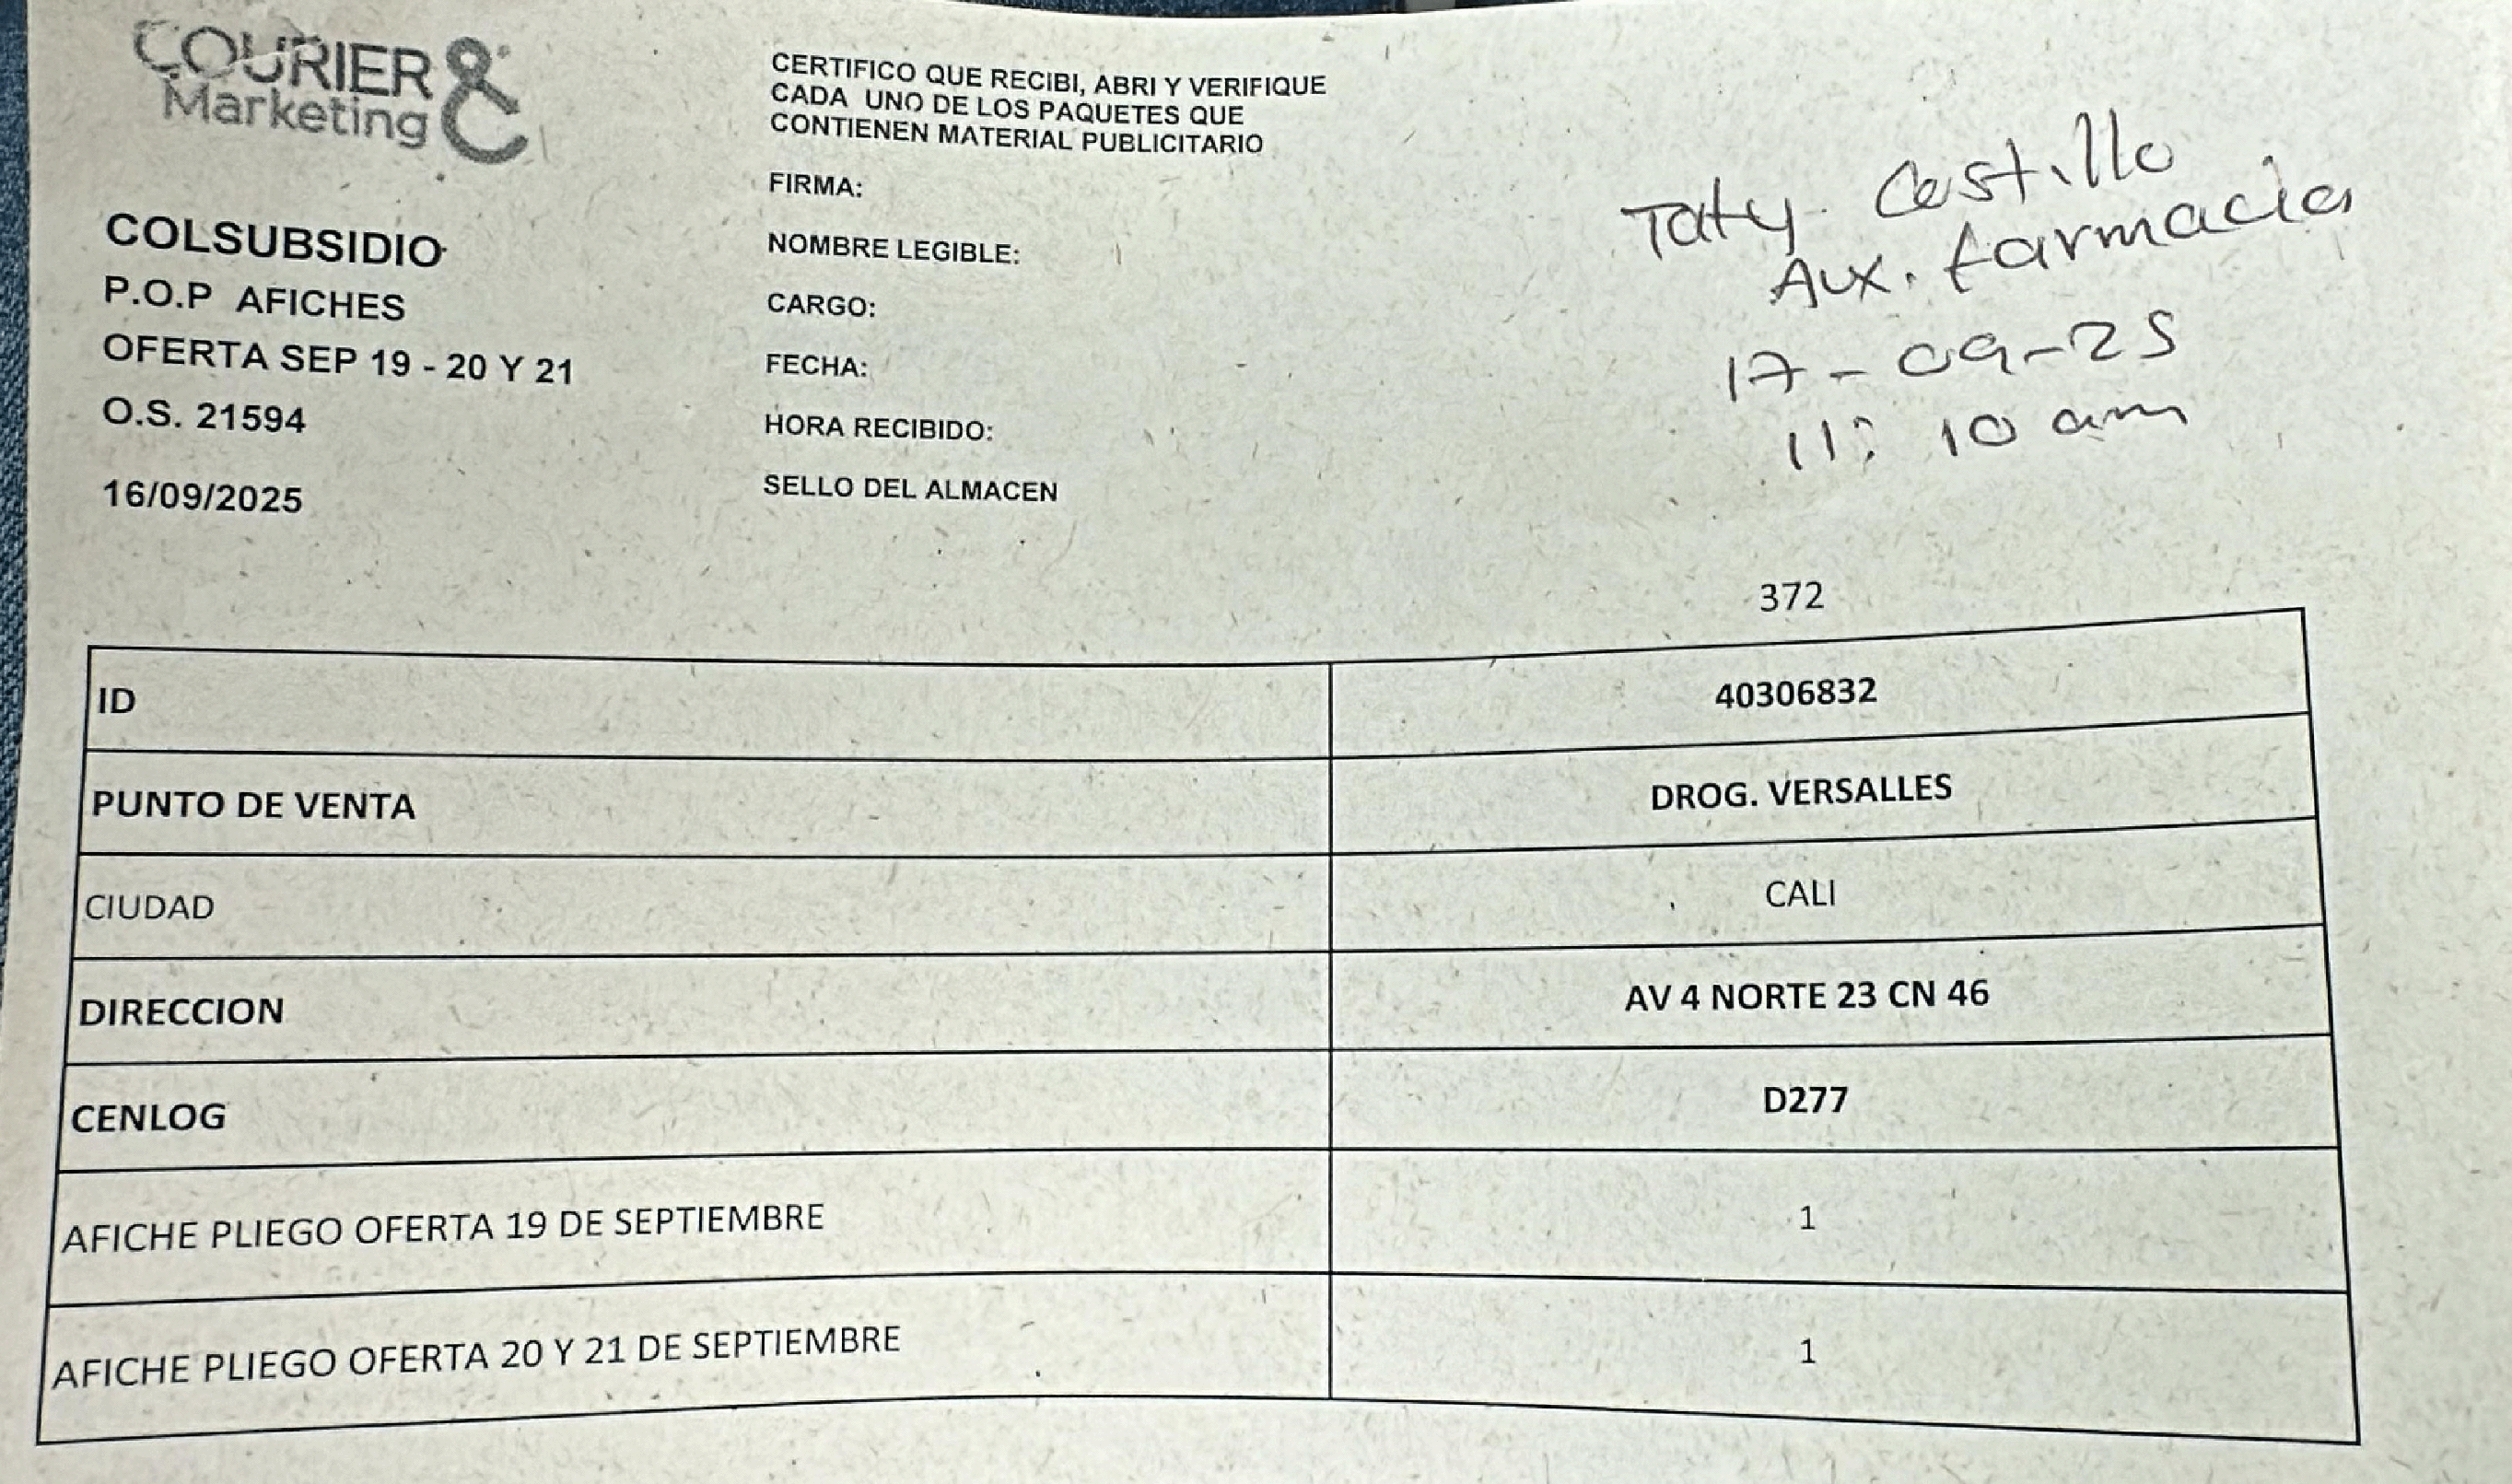 COURIER &
Marketing
COLSUBSIDIO
P.O.P AFICHES
OFERTA SEP 19 - 20 Y 21
O.S. 21594
16/09/2025
CERTIFICO QUE RECIBI, ABRI Y VERIFIQUE
CADA UNO DE LOS PAQUETES QUE
CONTIENEN MATERIAL PUBLICITARIO
FIRMA:
NOMBRE LEGIBLE:
CARGO:
FECHA:
HORA RECIBIDO:
SELLO DEL ALMACEN
Taty Castillo
Aux. farmacia
17-09-25
11:10 am
372
ID 40306832
PUNTO DE VENTA DROG. VERSALLES
CIUDAD CALI
DIRECCION AV 4 NORTE 23 CN 46
CENLOG D277
AFICHE PLIEGO OFERTA 19 DE SEPTIEMBRE 1
AFICHE PLIEGO OFERTA 20 Y 21 DE SEPTIEMBRE 1